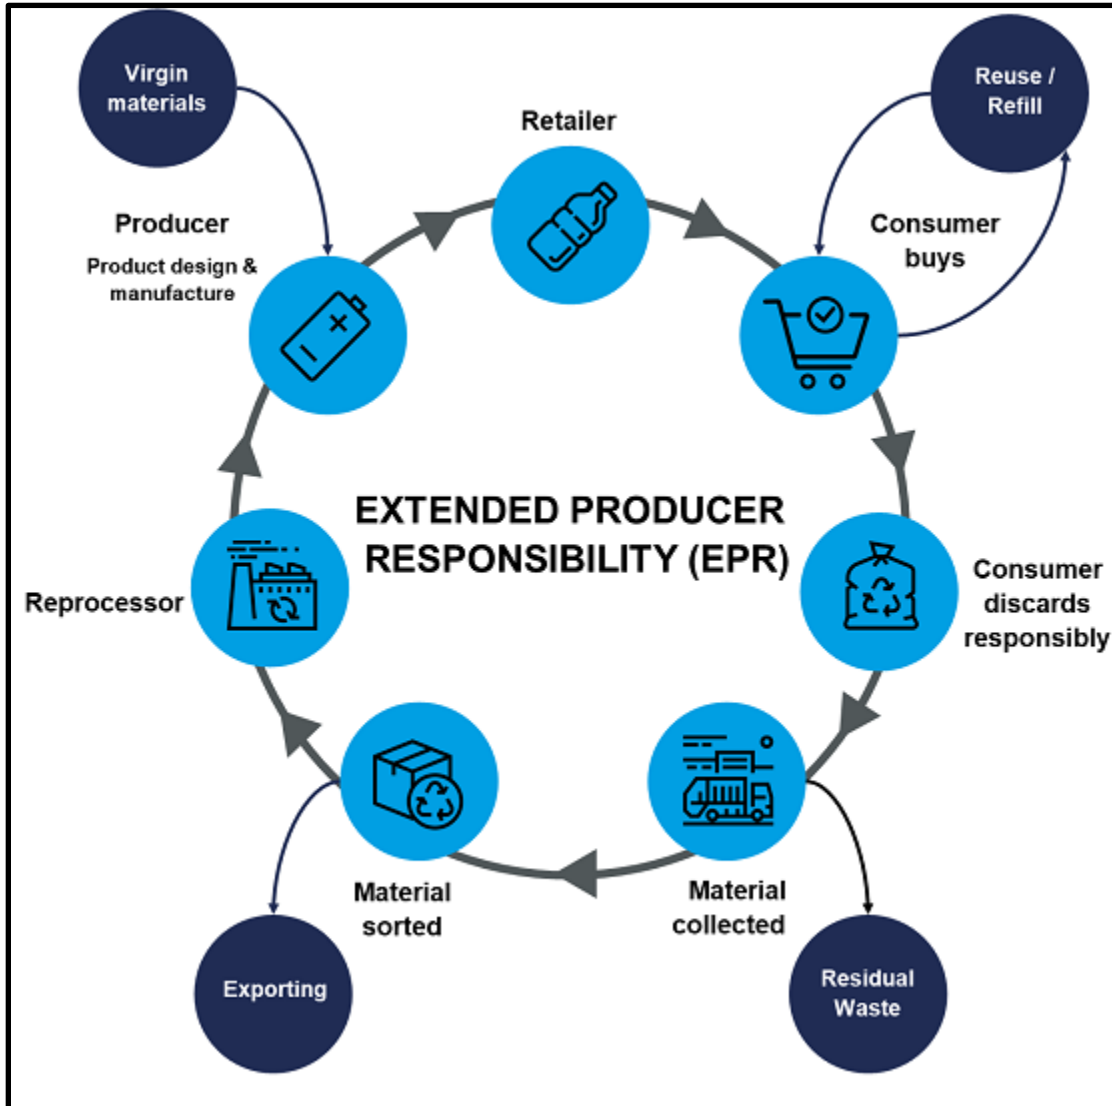 Virgin
materials
Reuse /
Refill
Retailer
Producer
Product design &
manufacture
Consumer
buys
EXTENDED PRODUCER
RESPONSIBILITY (EPR)
Reprocessor
Consumer
discards
responsibly
Material
sorted
Material
collected
Exporting
Residual
Waste